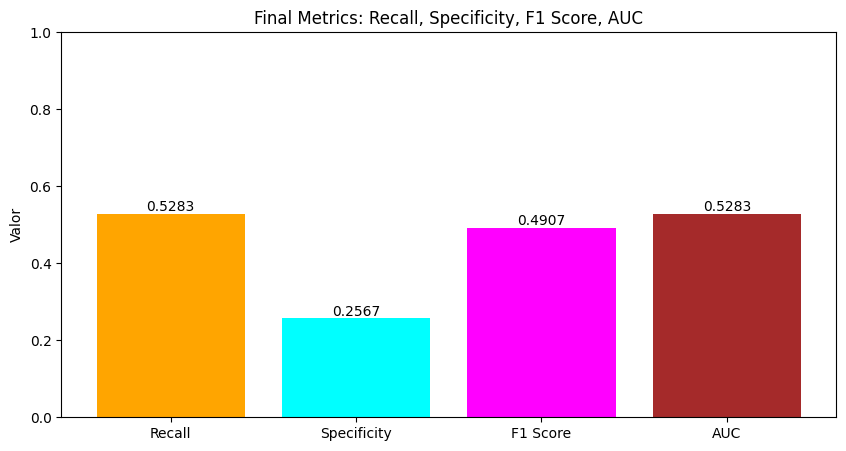 Final Metrics: Recall, Specificity, F1 Score, AUC
1.0
0.8
0.6
0.4
0.2
0.0
Valor
0.5283
0.2567
0.4907
0.5283
Recall
Specificity
F1 Score
AUC